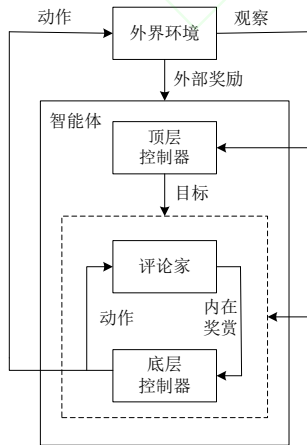 动作
外界环境
观察
外部奖励
智能体
顶层
控制器
目标
评论家
动作
内在
奖赏
底层
控制器